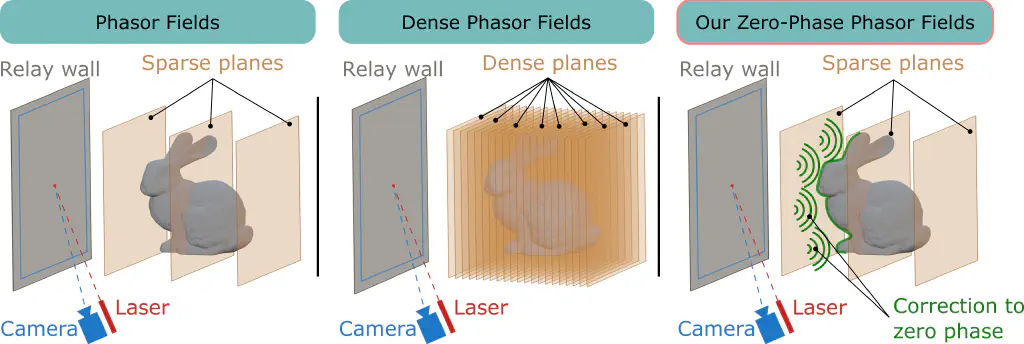 Phasor Fields
Relay wall
Sparse planes
Camera
Laser
Dense Phasor Fields
Relay wall
Dense planes
Camera
Laser
Our Zero-Phase Phasor Fields
Relay wall
Sparse planes
Camera
Laser
Correction to
zero phase